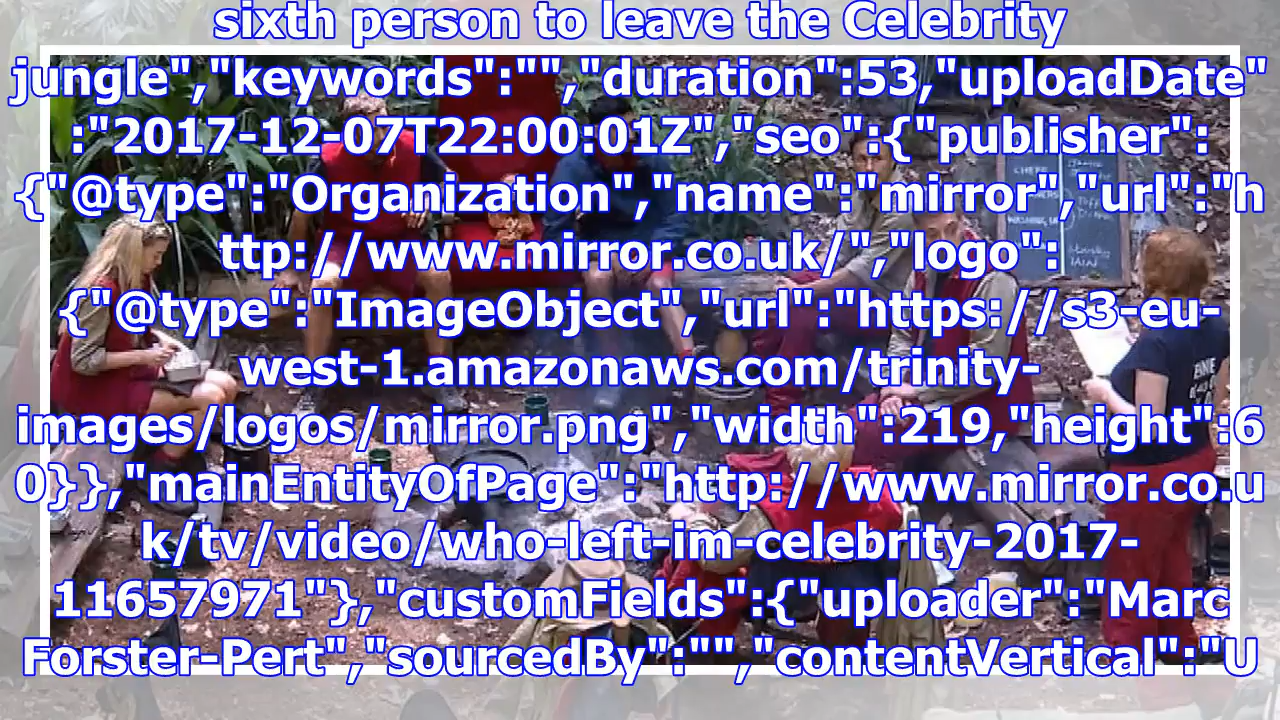 sixth person to leave the Celebrity
jungle","keywords":"","duration":53,"uploadDate"
:"2017-12-07T22:00:01Z","seo":{"publisher":
{"@type":"Organization","name":"mirror","url":"h
ttp://www.mirror.co.uk/","logo":
{"@type":"ImageObject","url":"https://s3-eu-
west-1.amazonaws.com/trinity-
images/logos/mirror.png","width":219,"height":6
0}},"mainEntityOfPage":"http://www.mirror.co.u
k/tv/video/who-left-im-celebrity-2017-
11657971"},"customFields":{"uploader":"Marc
Forster-Pert","sourcedBy":"","contentVertical":"U